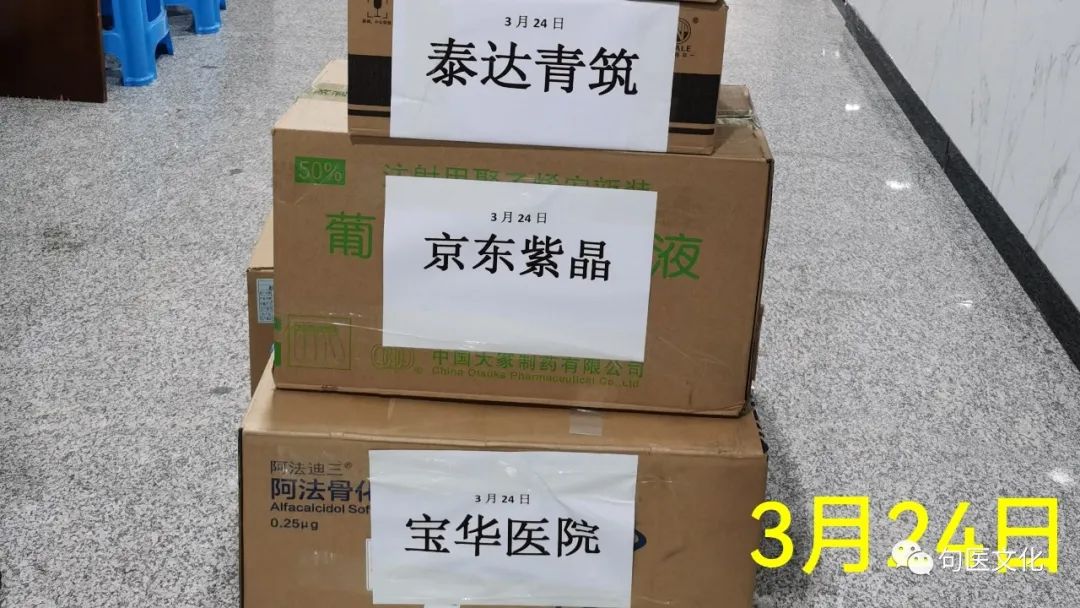 3月24日
泰达青筑
50%
3月24日
京东紫晶
葡
液
中国大冢制药有限公司
China Otsuka Pharmaceutical Co., Ltd.
阿法迪三®
阿法骨化
Alfacalcidol Sof
0.25μg
3月24日
宝华医院
3月24日
句医文化